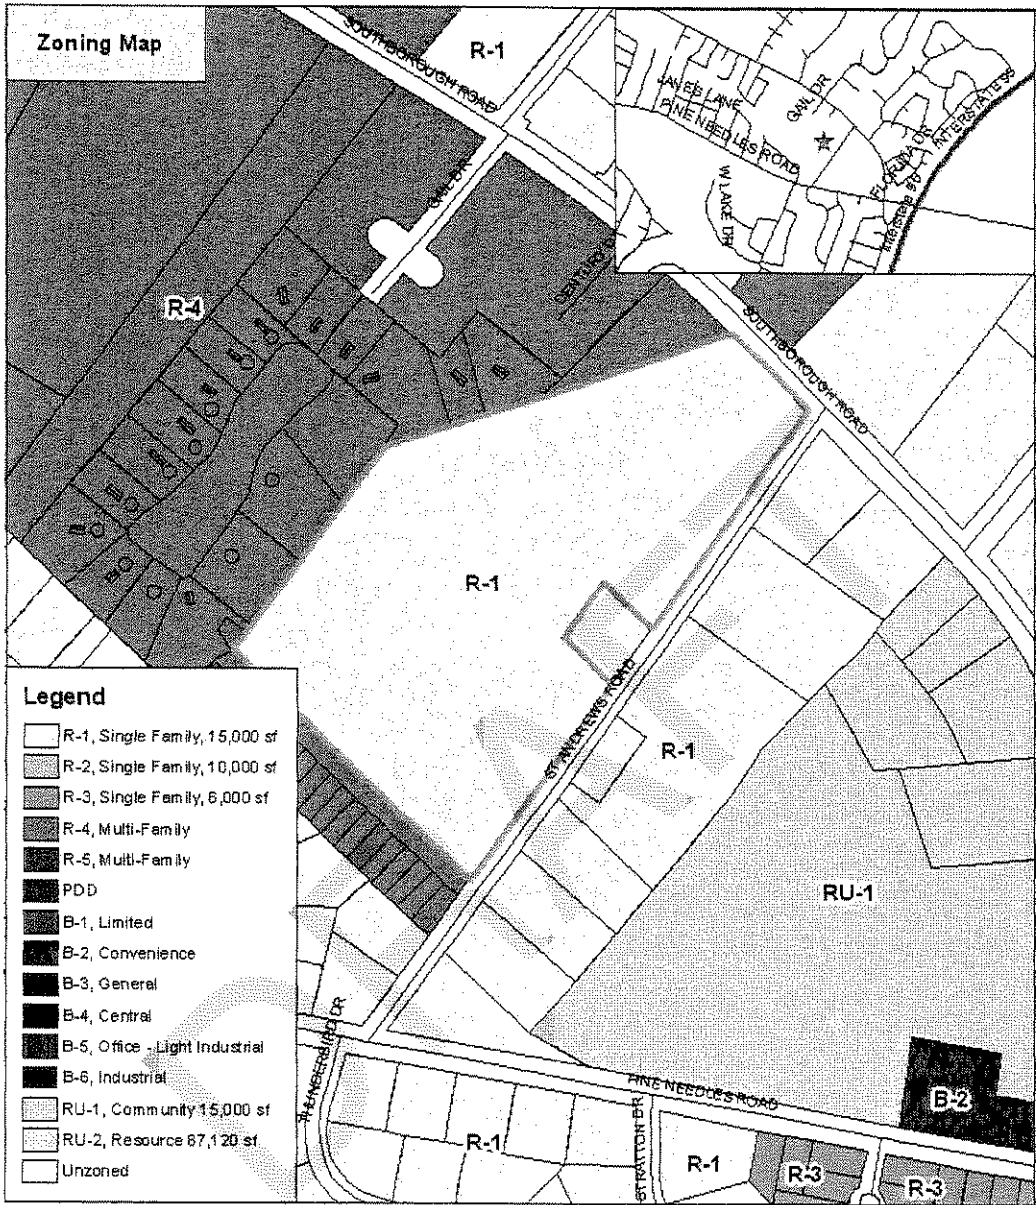 Zoning Map
SOUTHBOROUGH ROAD
R-1
GAIL DR
JAMES LANE
PINE NEEDLES ROAD
GAIL DR
W LAKE DR
INTERSTATE 95
Interstate 95
R-4
SOUTHBOROUGH ROAD
R-1
ST ANDREWS ROAD
R-1
RU-1
Legend
R-1, Single Family, 15,000 sf
R-2, Single Family, 10,000 sf
R-3, Single Family, 6,000 sf
R-4, Multi-Family
R-5, Multi-Family
PDD
B-1, Limited
B-2, Convenience
B-3, General
B-4, Central
B-5, Office - Light Industrial
B-6, Industrial
RU-1, Community 15,000 sf
RU-2, Resource 87,120 sf
Unzoned
THUNDERBIRD DR
PINE NEEDLES ROAD
STRATTON DR
B-2
R-1
R-1
R-3
R-3